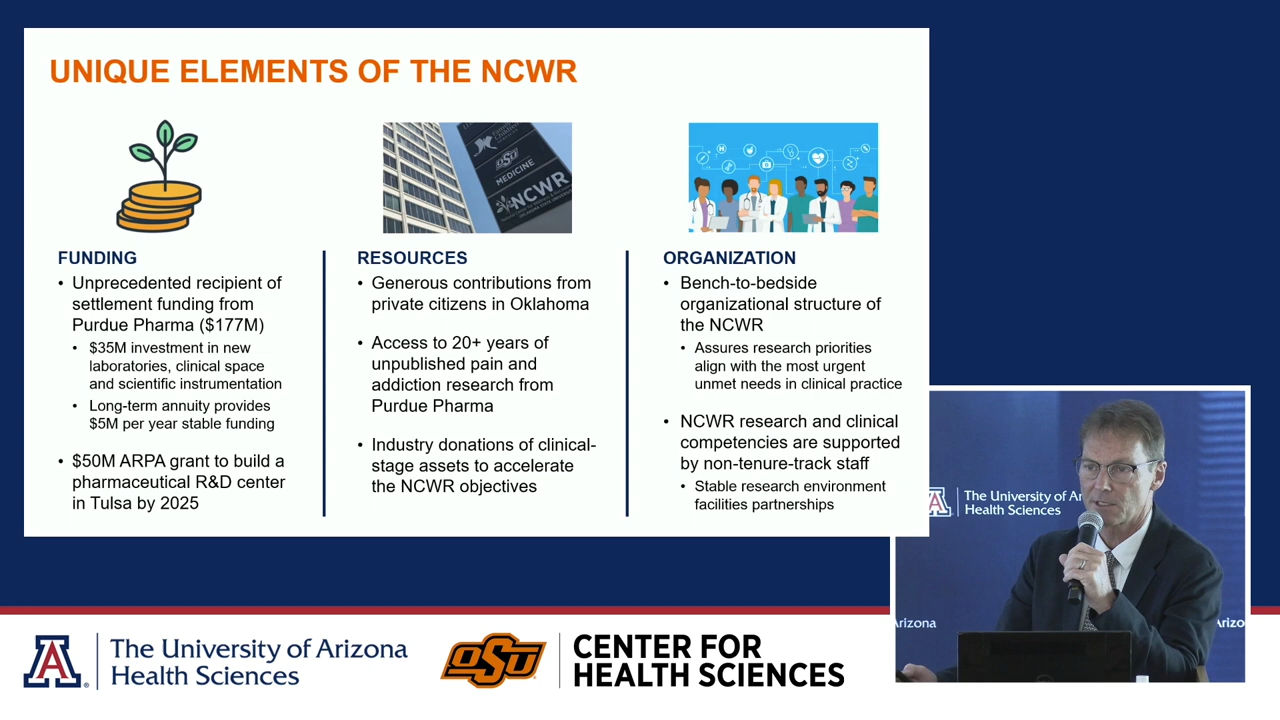 UNIQUE ELEMENTS OF THE NCWR
OSU
MEDICINE
NCWR
FUNDING
• Unprecedented recipient of
settlement funding from
Purdue Pharma ($177M)
• $35M investment in new
laboratories, clinical space
and scientific instrumentation
• Long-term annuity provides
$5M per year stable funding
• $50M ARPA grant to build a
pharmaceutical R&D center
in Tulsa by 2025
RESOURCES
• Generous contributions from
private citizens in Oklahoma
• Access to 20+ years of
unpublished pain and
addiction research from
Purdue Pharma
• Industry donations of clinical-
stage assets to accelerate
the NCWR objectives
ORGANIZATION
• Bench-to-bedside
organizational structure of
the NCWR
• Assures research priorities
align with the most urgent
unmet needs in clinical practice
• NCWR research and clinical
competencies are supported
by non-tenure-track staff
• Stable research environment
facilities partnerships
A
The University of Ar
Health Sciences
Arizona
Arizo
A
The University of Arizona
Health Sciences
OSU
CENTER FOR
HEALTH SCIENCES